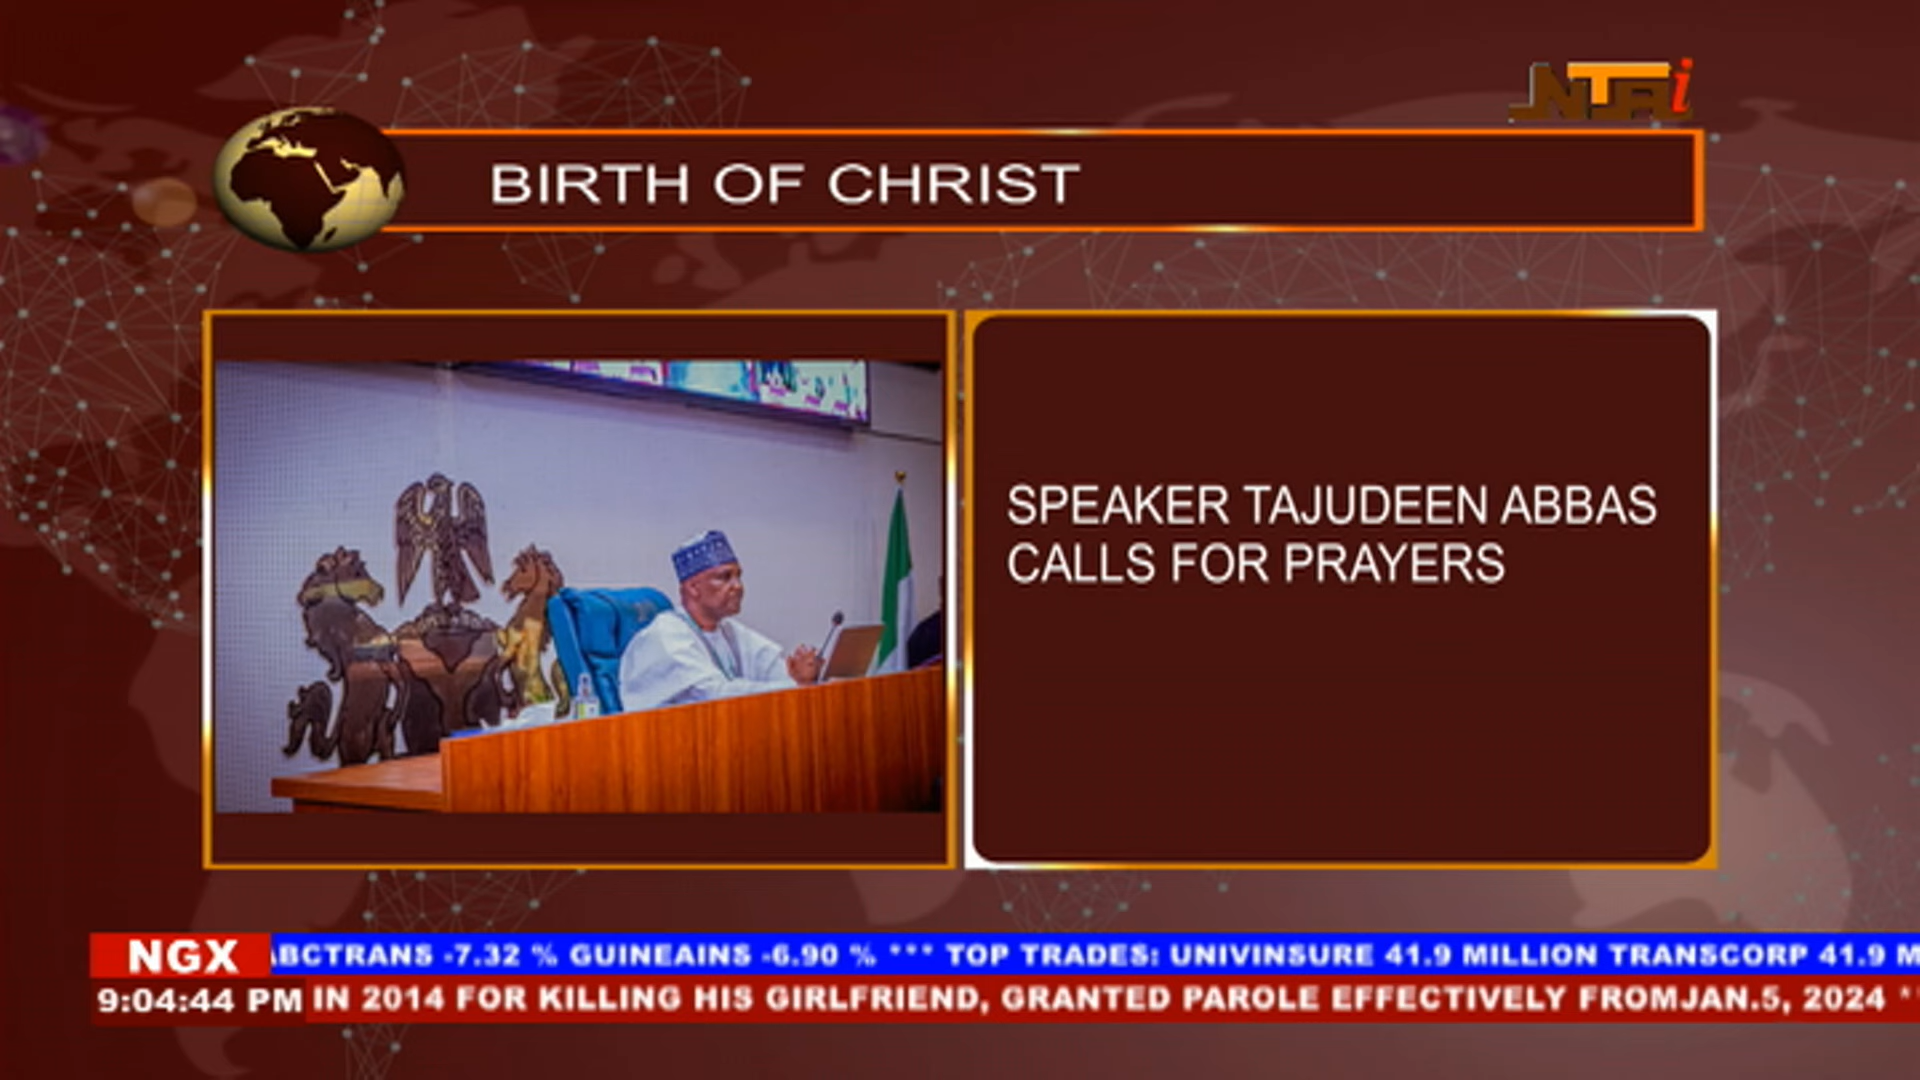 NTAi
BIRTH OF CHRIST
SPEAKER TAJUDEEN ABBAS
CALLS FOR PRAYERS
NGX
ABCTRANS -7.32 % GUINEAINS -6.90 % *** TOP TRADES: UNIVINSURE 41.9 MILLION TRANSCORP 41.9 M
9:04:44 PM
IN 2014 FOR KILLING HIS GIRLFRIEND, GRANTED PAROLE EFFECTIVELY FROMJAN.5, 2024 **